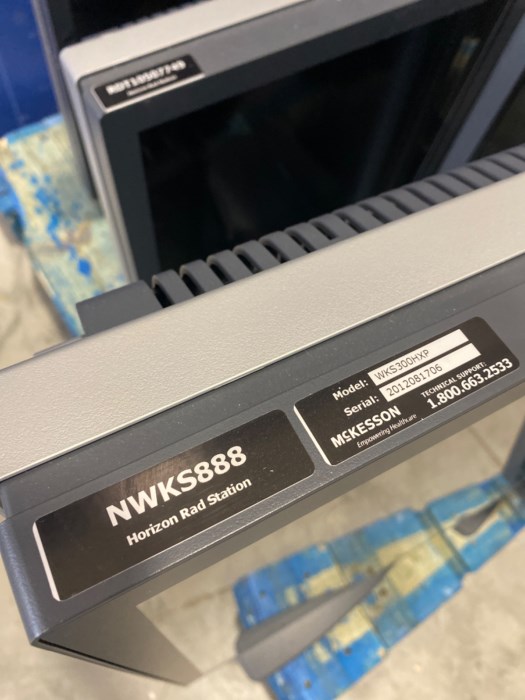 NWKS888
Horizon Rad Station
Model: WKS300HXP
Serial: 2012081706
McKESSON
Empowering Healthcare
TECHNICAL SUPPORT:
1.800.663.2533